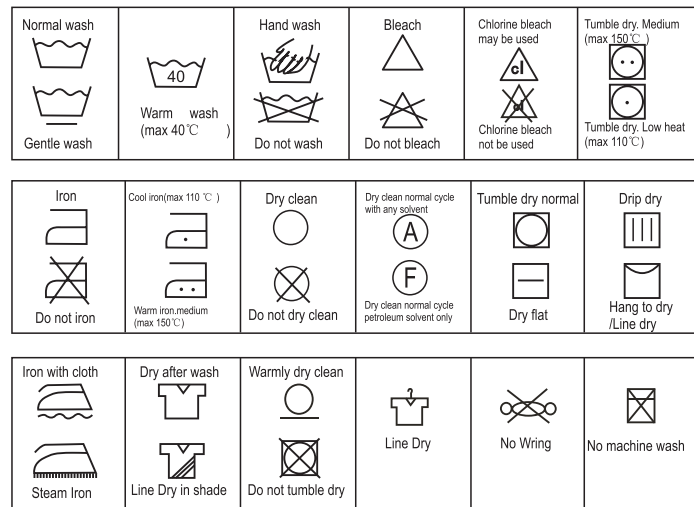 Normal wash
Gentle wash
40
Warm wash
(max 40℃ )
Hand wash
Do not wash
Bleach
Do not bleach
Chlorine bleach
may be used
cl
cl
Chlorine bleach
not be used
Tumble dry. Medium
(max 150℃ )
Tumble dry. Low heat
(max 110℃)
Iron
Do not iron
Cool iron(max 110 ℃ )
Warm iron.medium
(max 150℃)
Dry clean
Do not dry clean
Dry clean normal cycle
with any solvent
A
F
Dry clean normal cycle
petroleum solvent only
Tumble dry normal
Dry flat
Drip dry
Hang to dry
/Line dry
Iron with cloth
Steam Iron
Dry after wash
Line Dry in shade
Warmly dry clean
Do not tumble dry
Line Dry
No Wring
No machine wash